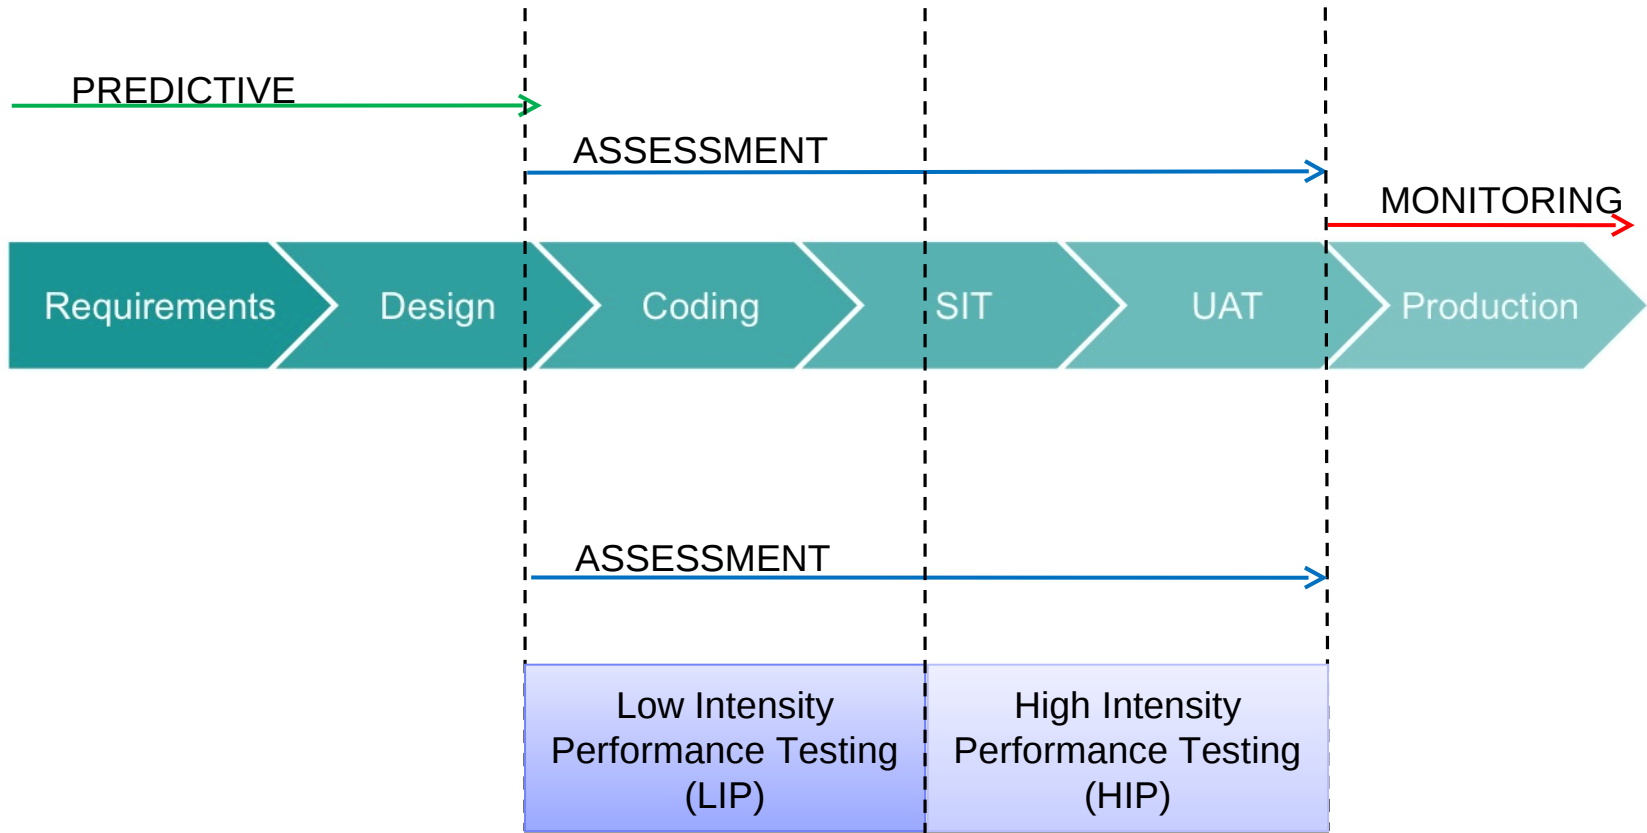 PREDICTIVE
ASSESSMENT
MONITORING
Requirements
Design
Coding
SIT
UAT
Production
ASSESSMENT
Low Intensity
Performance Testing
(LIP)
High Intensity
Performance Testing
(HIP)